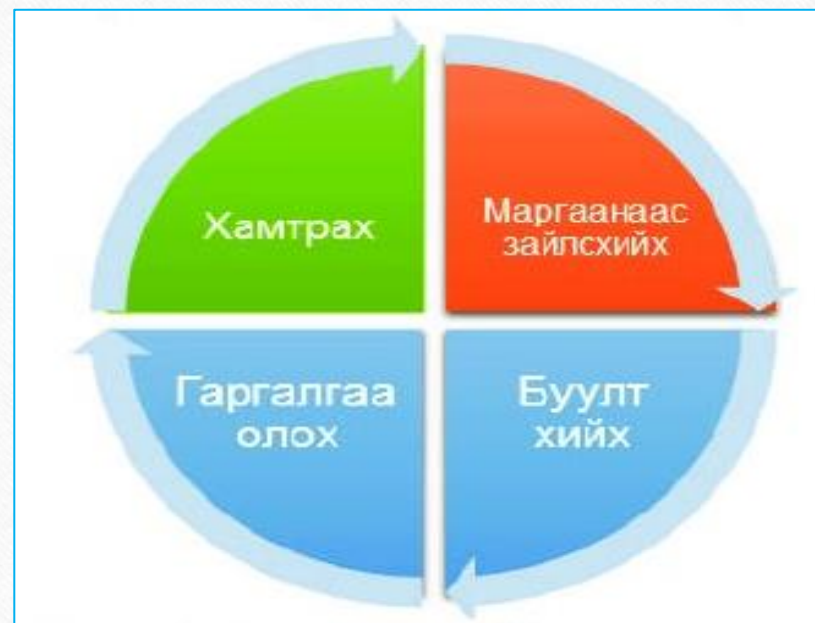 Хамтрах
Маргаанаас
зайлсхийх
Гаргалгаа
олох
Буулт
хийх